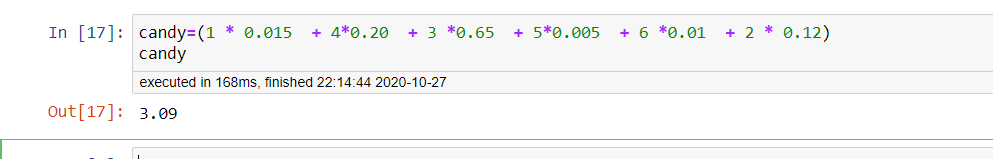 In [17]: candy=(1 * 0.015  + 4*0.20  + 3 *0.65  + 5*0.005  + 6 *0.01  + 2 * 0.12)
candy
executed in 168ms, finished 22:14:44 2020-10-27
Out[17]: 3.09